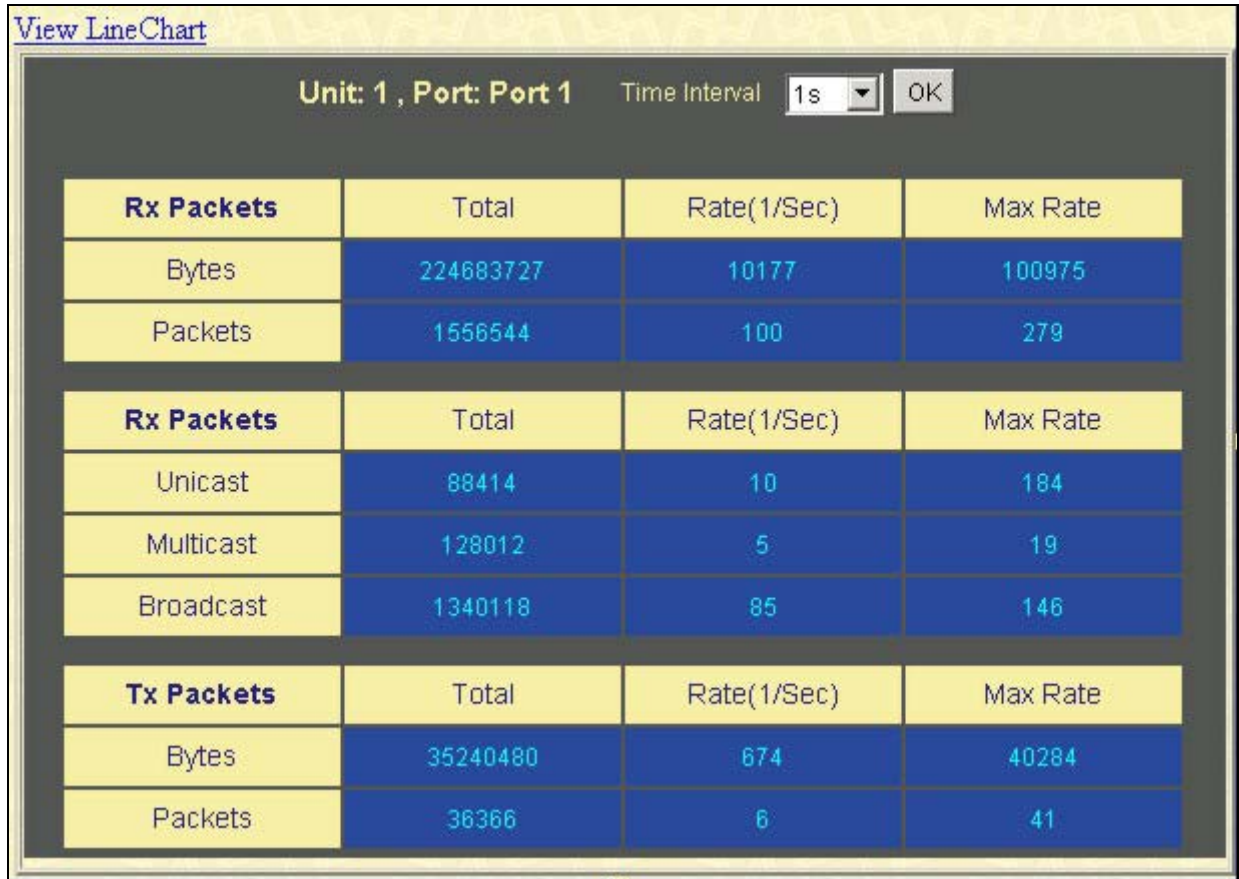 View LineChart
Unit: 1 , Port: Port 1 Time Interval 1s OK
Rx Packets Total Rate(1/Sec) Max Rate
Bytes 224683727 10177 100975
Packets 1556544 100 279
Rx Packets Total Rate(1/Sec) Max Rate
Unicast 88414 10 184
Multicast 128012 5 19
Broadcast 1340118 85 146
Tx Packets Total Rate(1/Sec) Max Rate
Bytes 35240480 674 40284
Packets 36366 6 41